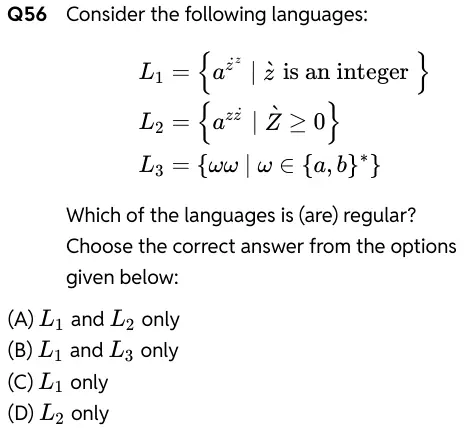 Q56 Consider the following languages:
L₁ = {a^{ż^z} | z̀ is an integer }
L₂ = {a^{zż} | Z̀ ≥ 0}
L₃ = {ωω | ω ∈ {a, b}*}
Which of the languages is (are) regular?
Choose the correct answer from the options
given below:
(A) L₁ and L₂ only
(B) L₁ and L₃ only
(C) L₁ only
(D) L₂ only